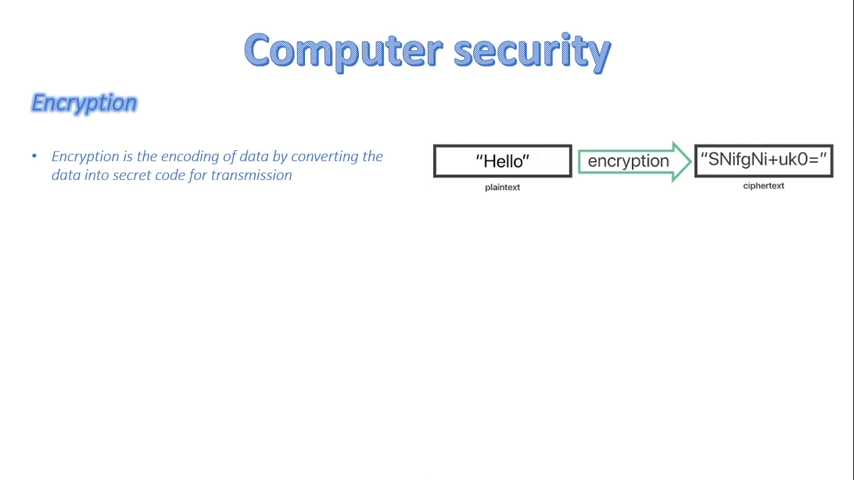 Computer security
Encryption
• Encryption is the encoding of data by converting the
data into secret code for transmission
"Hello"
encryption
"SNifgNi+uk0="
plaintext
ciphertext